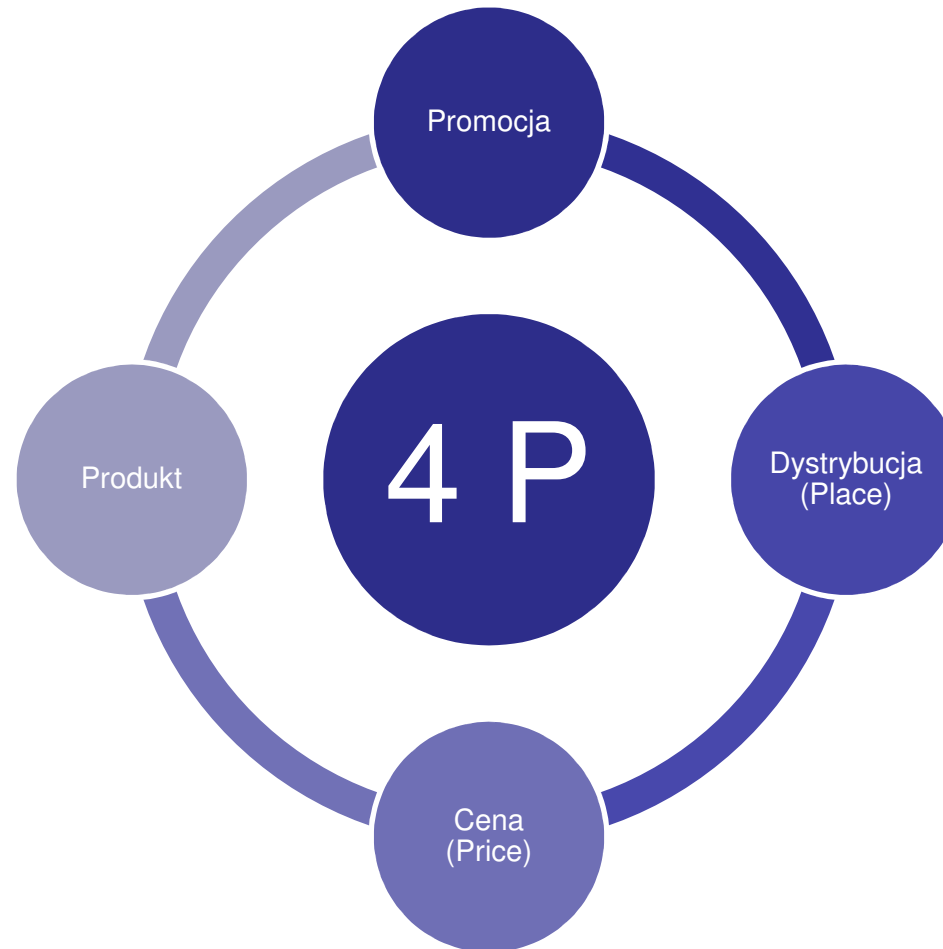 Promocja
Produkt
4 P
Dystrybucja
(Place)
Cena
(Price)